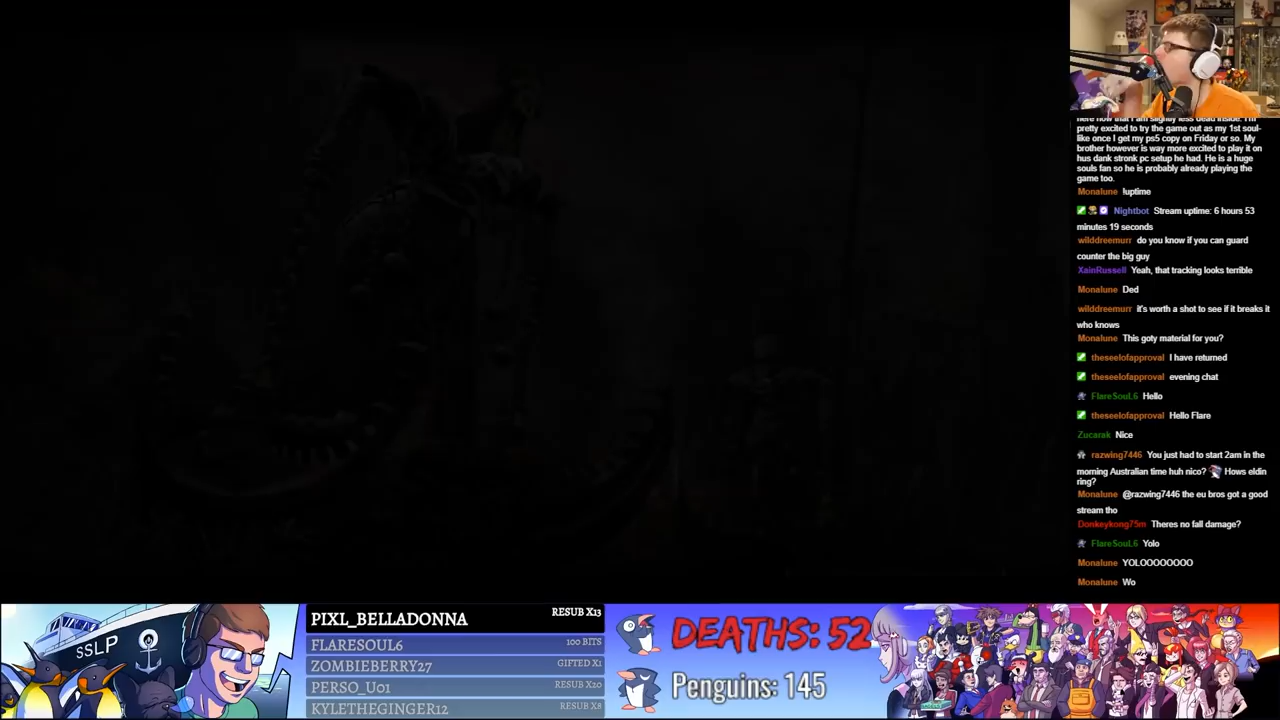 here now that I am slightly less dead inside. I'm
pretty excited to try the game out as my 1st soul-
like once I get my ps5 copy on Friday or so. My
brother however is way more excited to play it on
hus dank stronk pc setup he had. He is a huge
souls fan so he is probably already playing the
game too.
Monalune !uptime
Nightbot Stream uptime: 6 hours 53
minutes 19 seconds
wilddreemurr do you know if you can guard
counter the big guy
XainRussell Yeah, that tracking looks terrible
Monalune Ded
wilddreemurr it's worth a shot to see if it breaks it
who knows
Monalune This goty material for you?
theseelofapproval I have returned
theseelofapproval evening chat
FlareSouL6 Hello
theseelofapproval Hello Flare
Zucarak Nice
razwing7446 You just had to start 2am in the
morning Australian time huh nico? Hows eldin
ring?
Monalune @razwing7446 the eu bros got a good
stream tho
Donkeykong75m Theres no fall damage?
FlareSouL6 Yolo
Monalune YOLOOOOOOOO
Monalune Wo
SSLP
PIXL_BELLADONNA RESUB X13
FLARESOUL6 100 BITS
ZOMBIEBERRY27 GIFTED X1
PERSO_U01 RESUB X20
KYLETHEGINGER12 RESUB X8
DEATHS: 52
Penguins: 145